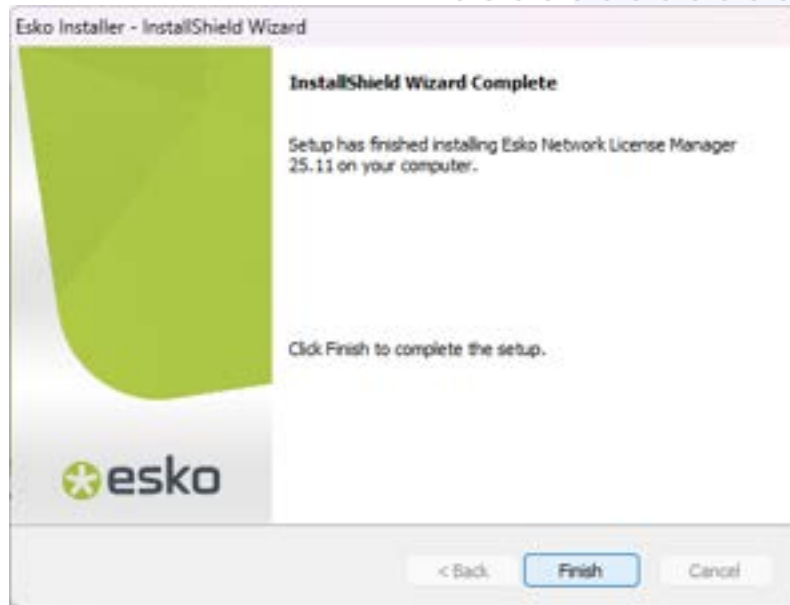 Esko Installer - InstallShield Wizard
InstallShield Wizard Complete
Setup has finished installing Esko Network License Manager
25.11 on your computer.
Click Finish to complete the setup.
esko
< Back
Finish
Cancel